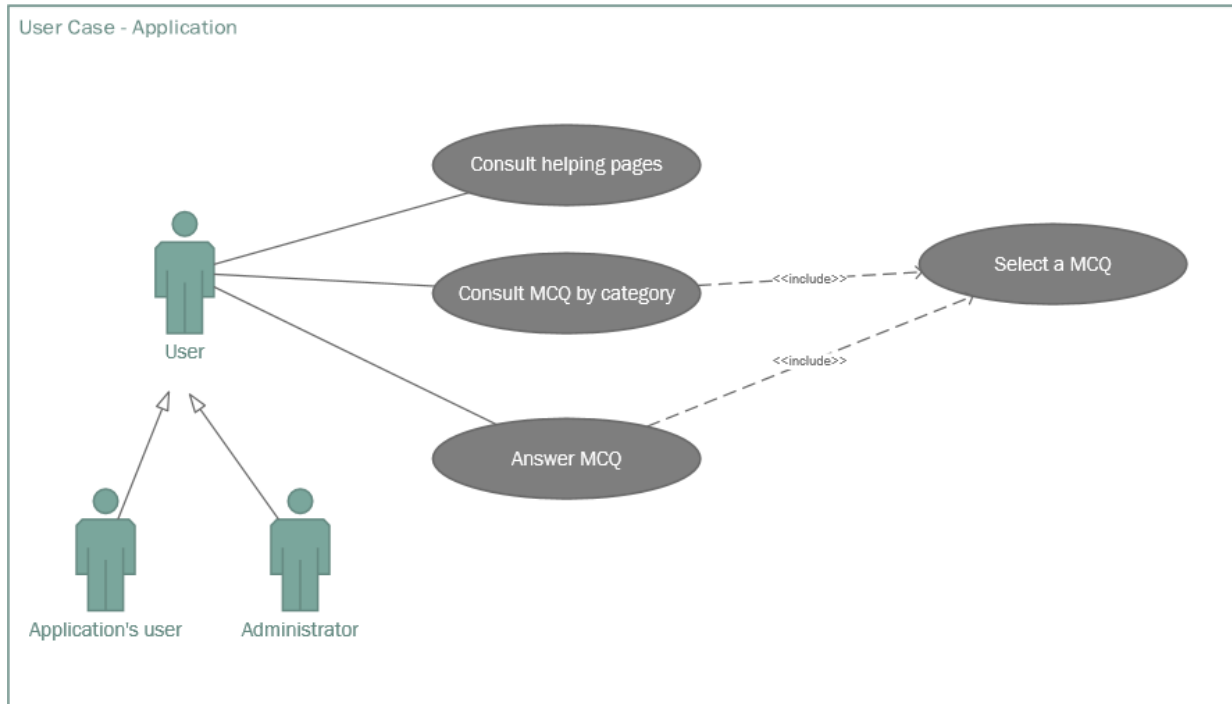 User Case - Application
Consult helping pages
Select a MCQ
Consult MCQ by category
<<include>>
User
<<include>>
Answer MCQ
Application's user
Administrator